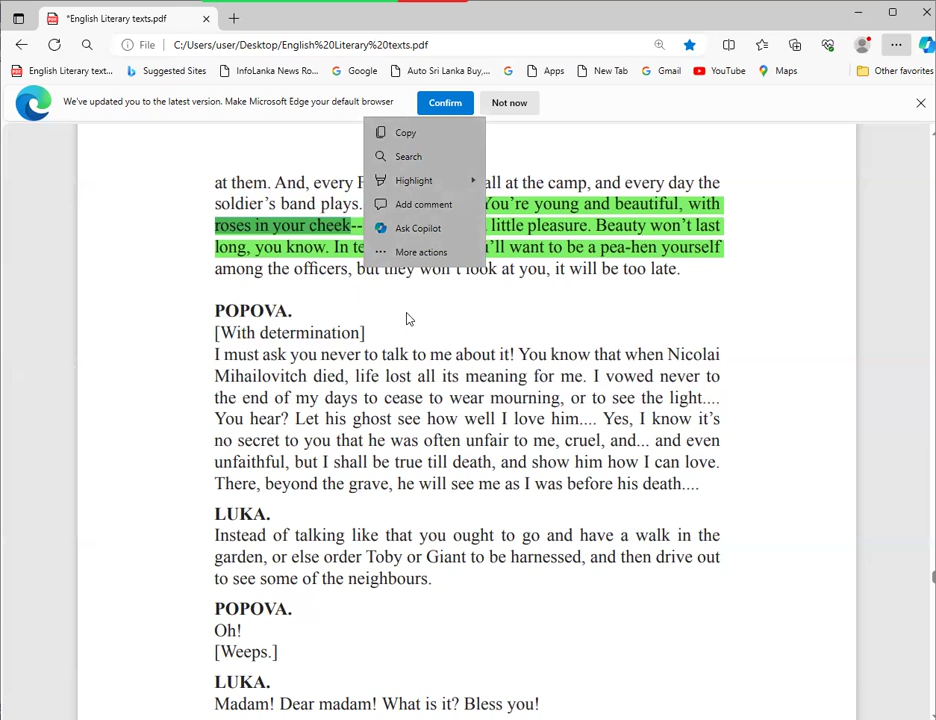 *English Literary texts.pdf
File C:/Users/user/Desktop/English%20Literary%20texts.pdf
English Literary text... Suggested Sites InfoLanka News Ro... Google Auto Sri Lanka Buy,... Apps New Tab Gmail YouTube Maps Other favorites
We've updated you to the latest version. Make Microsoft Edge your default browser Confirm Not now
Copy
Search
Highlight
Add comment
Ask Copilot
More actions
at them. And, every all at the camp, and every day the
soldier's band plays. You're young and beautiful, with
roses in your cheek-- little pleasure. Beauty won't last
long, you know. In want to be a pea-hen yourself
among the officers, but they won't look at you, it will be too late.
POPOVA.
[With determination]
I must ask you never to talk to me about it! You know that when Nicolai
Mihailovitch died, life lost all its meaning for me. I vowed never to
the end of my days to cease to wear mourning, or to see the light....
You hear? Let his ghost see how well I love him.... Yes, I know it's
no secret to you that he was often unfair to me, cruel, and... and even
unfaithful, but I shall be true till death, and show him how I can love.
There, beyond the grave, he will see me as I was before his death....
LUKA.
Instead of talking like that you ought to go and have a walk in the
garden, or else order Toby or Giant to be harnessed, and then drive out
to see some of the neighbours.
POPOVA.
Oh!
[Weeps.]
LUKA.
Madam! Dear madam! What is it? Bless you!